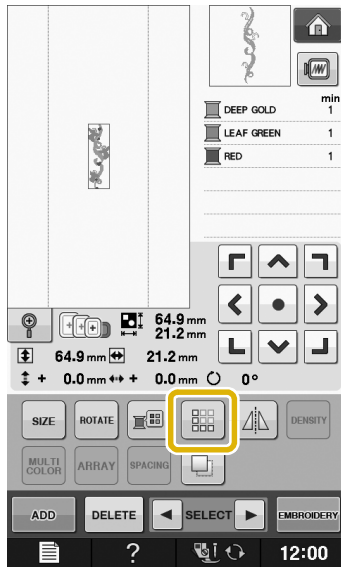 min
DEEP GOLD 1
LEAF GREEN 1
RED 1
64.9 mm
21.2 mm
64.9 mm 21.2 mm
+ 0.0 mm + 0.0 mm 0°
SIZE ROTATE DENSITY
MULTI COLOR ARRAY SPACING
ADD DELETE SELECT EMBROIDERY
? 12:00